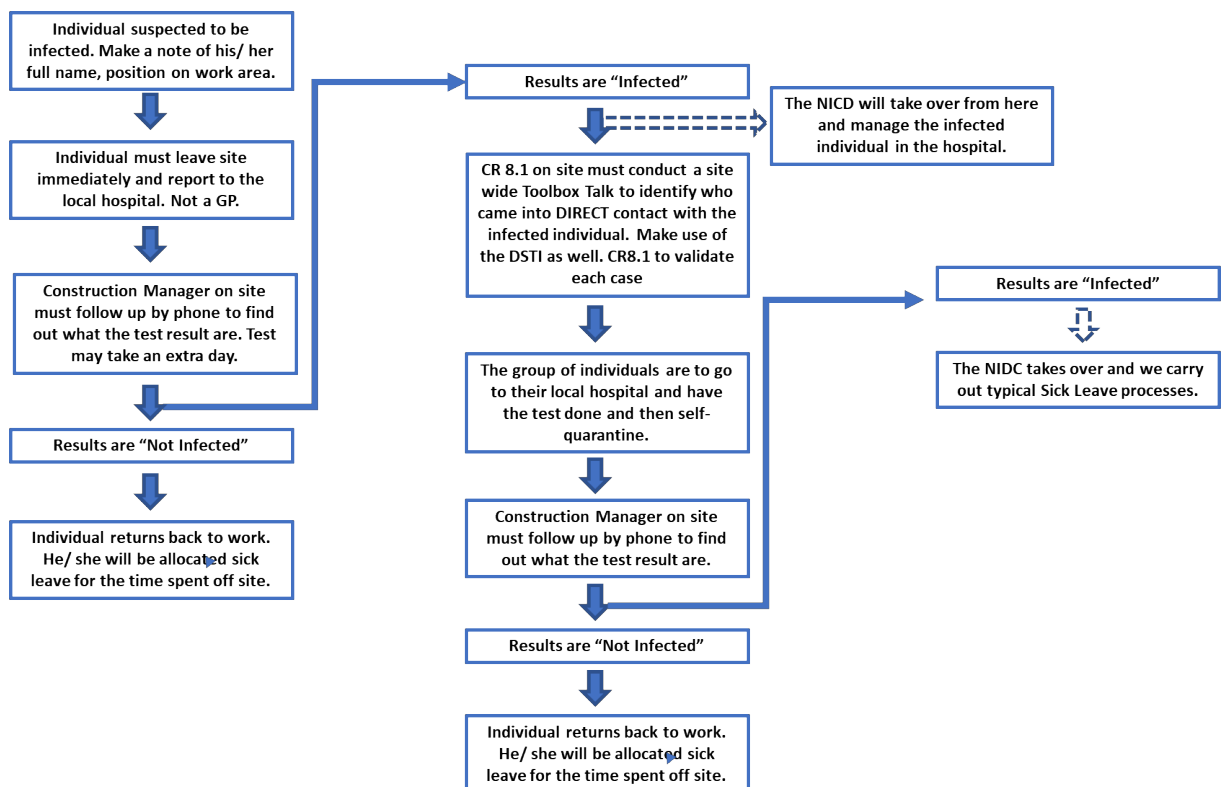 Individual suspected to be
infected. Make a note of his/ her
full name, position on work area.
Individual must leave site
immediately and report to the
local hospital. Not a GP.
Construction Manager on site
must follow up by phone to find
out what the test result are. Test
may take an extra day.
Results are “Not Infected”
Individual returns back to work.
He/ she will be allocated sick
leave for the time spent off site.
Results are “Infected”
The NICD will take over from here
and manage the infected
individual in the hospital.
CR 8.1 on site must conduct a site
wide Toolbox Talk to identify who
came into DIRECT contact with the
infected individual. Make use of
the DSTI as well. CR8.1 to validate
each case
The group of individuals are to go
to their local hospital and have
the test done and then self-
quarantine.
Construction Manager on site
must follow up by phone to find
out what the test result are.
Results are “Not Infected”
Individual returns back to work.
He/ she will be allocated sick
leave for the time spent off site.
Results are “Infected”
The NIDC takes over and we carry
out typical Sick Leave processes.